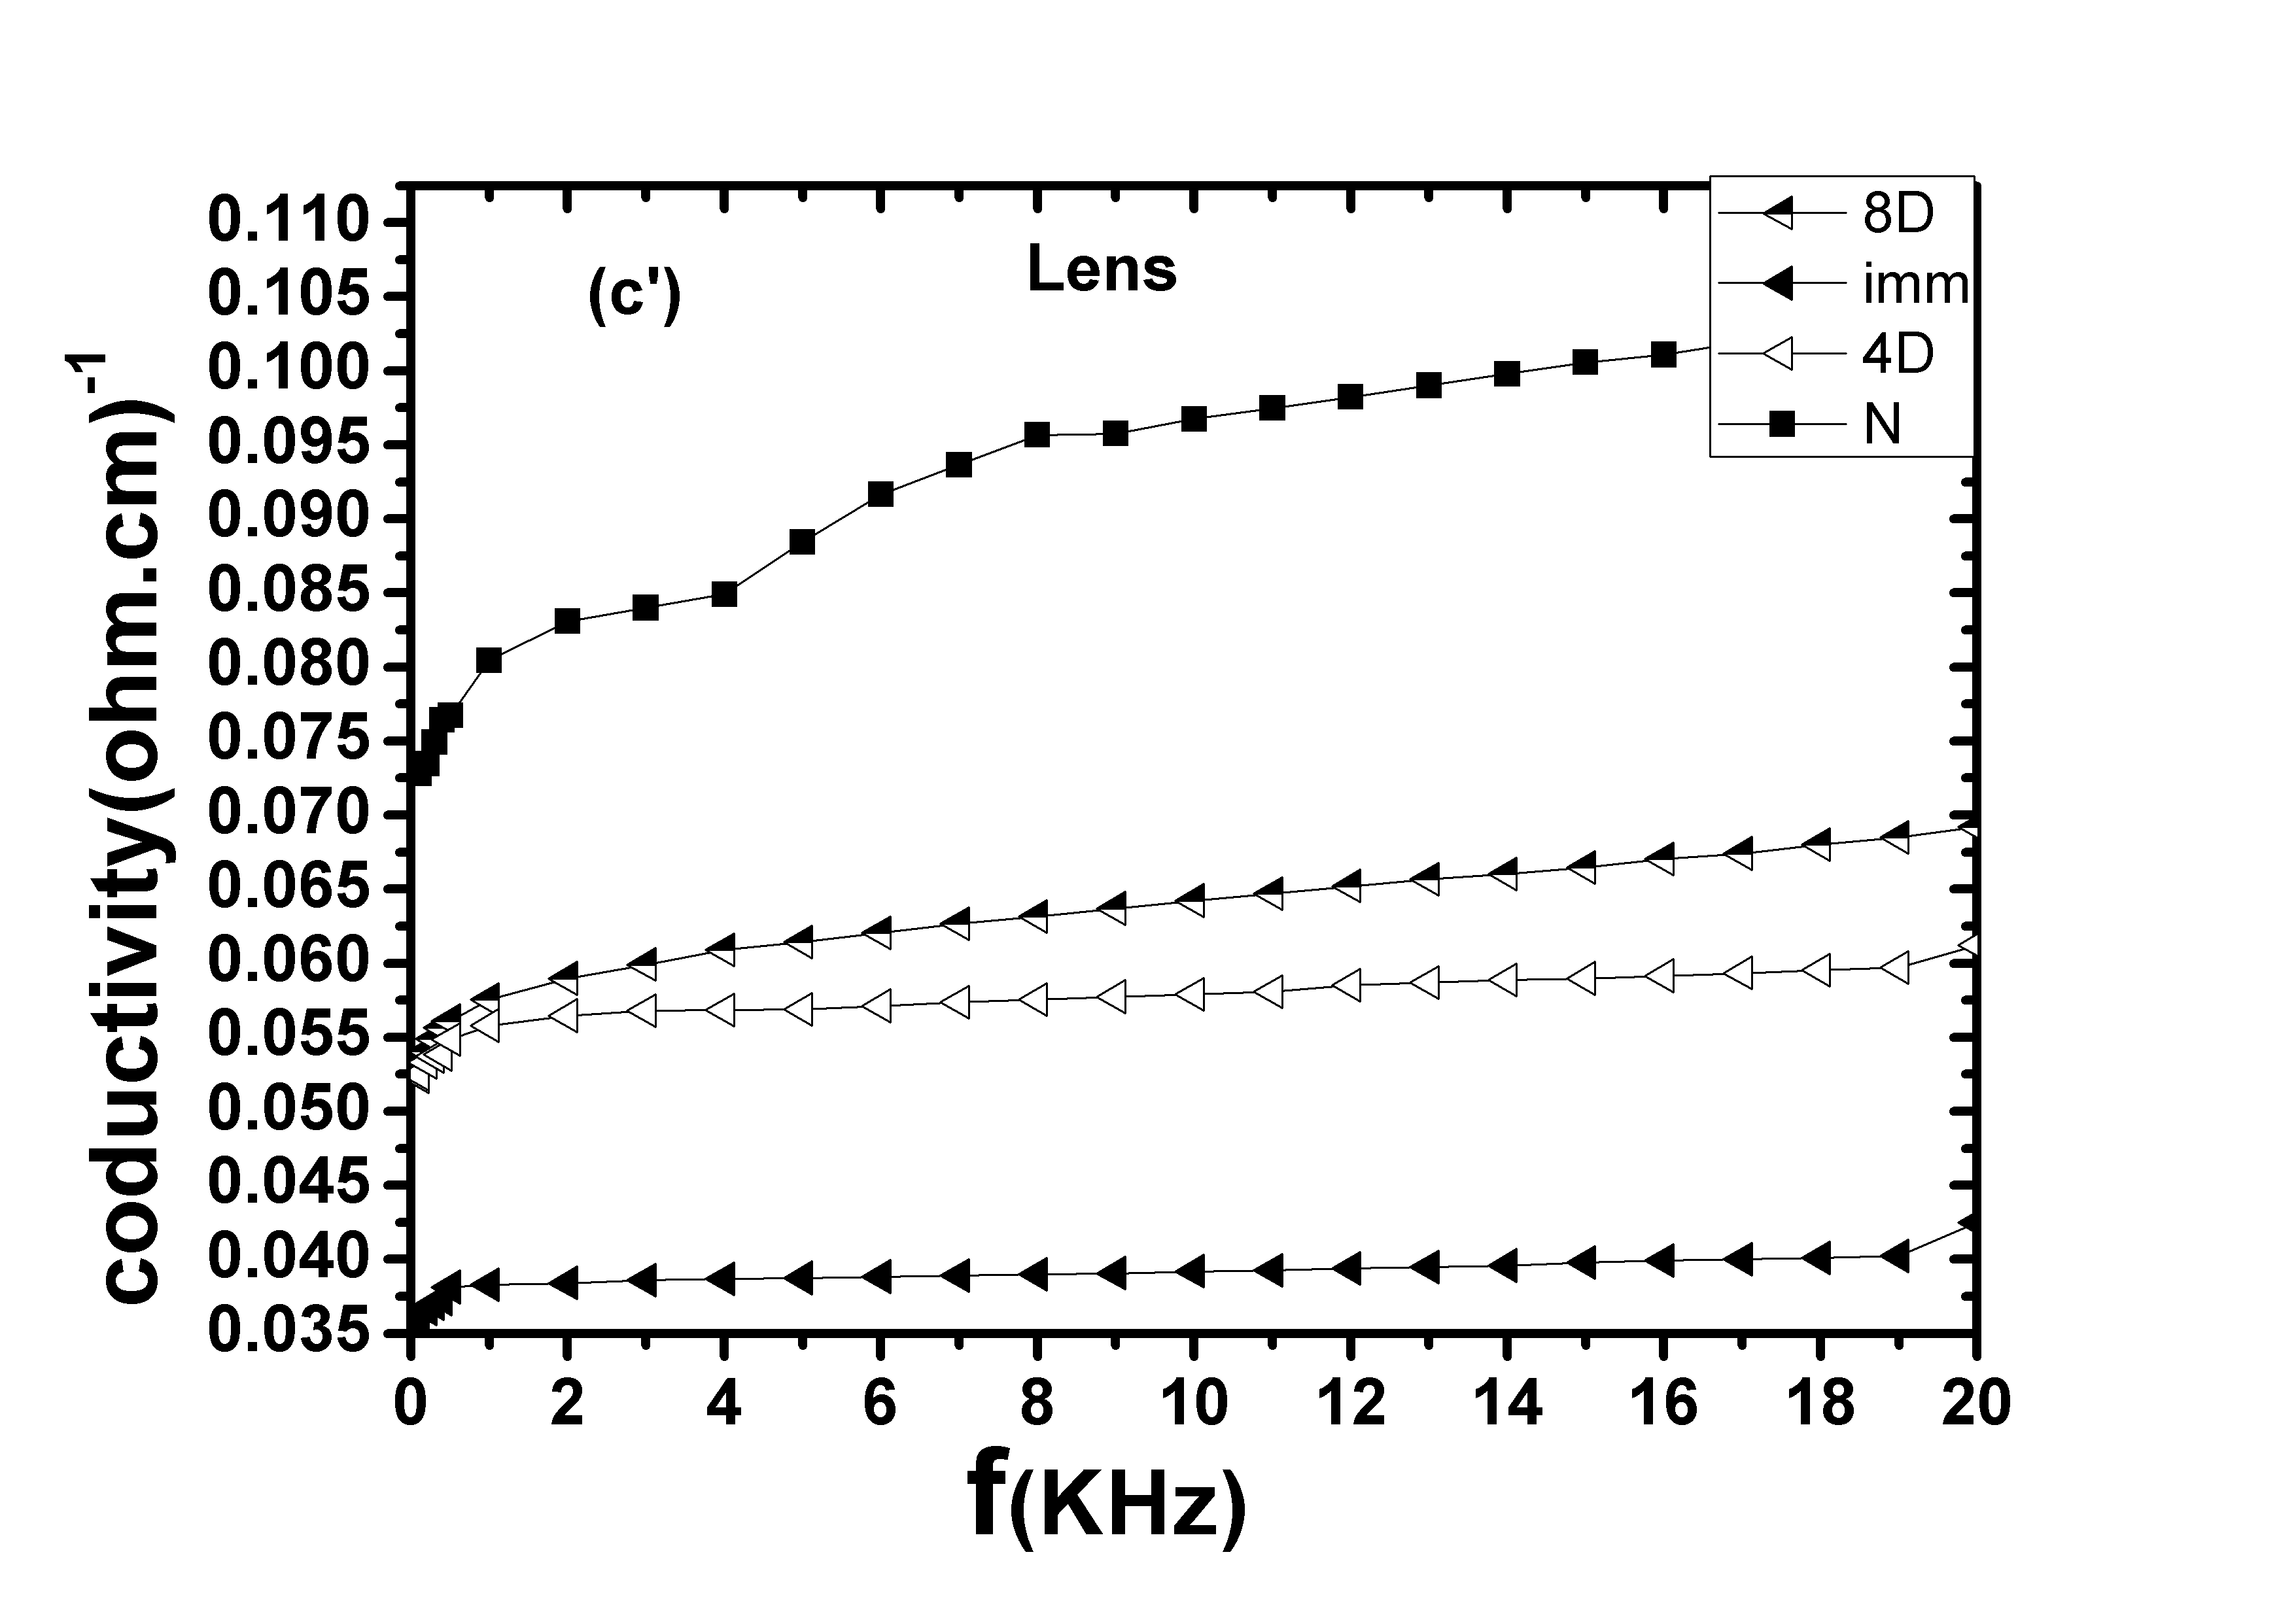 0.110
0.105
0.100
0.095
0.090
0.085
0.080
0.075
0.070
0.065
0.060
0.055
0.050
0.045
0.040
0.035
coductivity(ohm.cm)-1
(c')
Lens
8D
imm
4D
N
0 2 4 6 8 10 12 14 16 18 20
f(KHz)